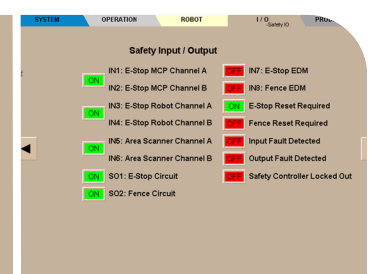 SYSTEM
OPERATION
ROBOT
I / O
-Safety IO
Safety Input / Output
IN1: E-Stop MCP Channel A
ON
IN2: E-Stop MCP Channel B
IN3: E-Stop Robot Channel A
ON
IN4: E-Stop Robot Channel B
IN5: Area Scanner Channel A
ON
IN6: Area Scanner Channel B
ON SO1: E-Stop Circuit
ON SO2: Fence Circuit
OFF IN7: E-Stop EDM
OFF IN8: Fence EDM
ON E-Stop Reset Required
OFF Fence Reset Required
OFF Input Fault Detected
OFF Output Fault Detected
OFF Safety Controller Locked Out